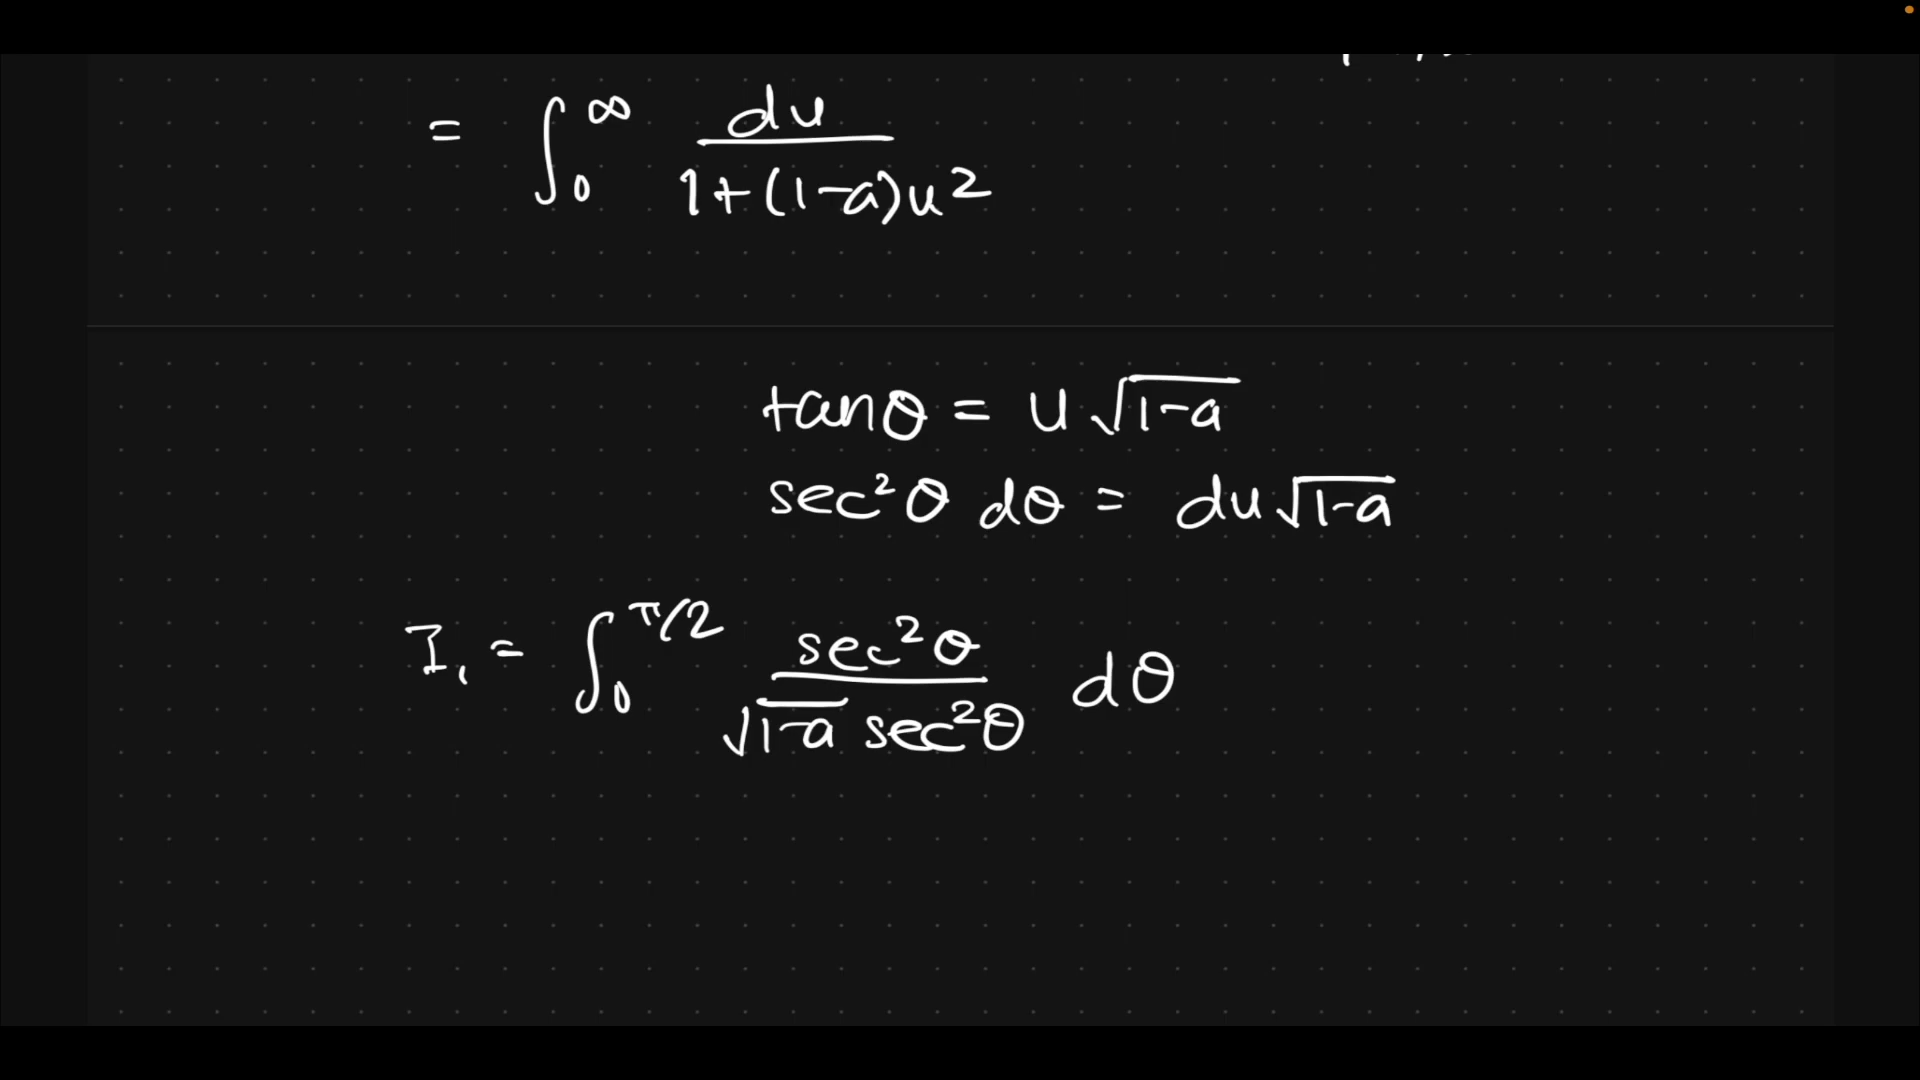 = ∫₀^∞ du / 1+(1-a)u²
tanθ = u √1-a
sec²θ dθ = du √1-a
I₁ = ∫₀^π/2 sec²θ / √1-a sec²θ dθ